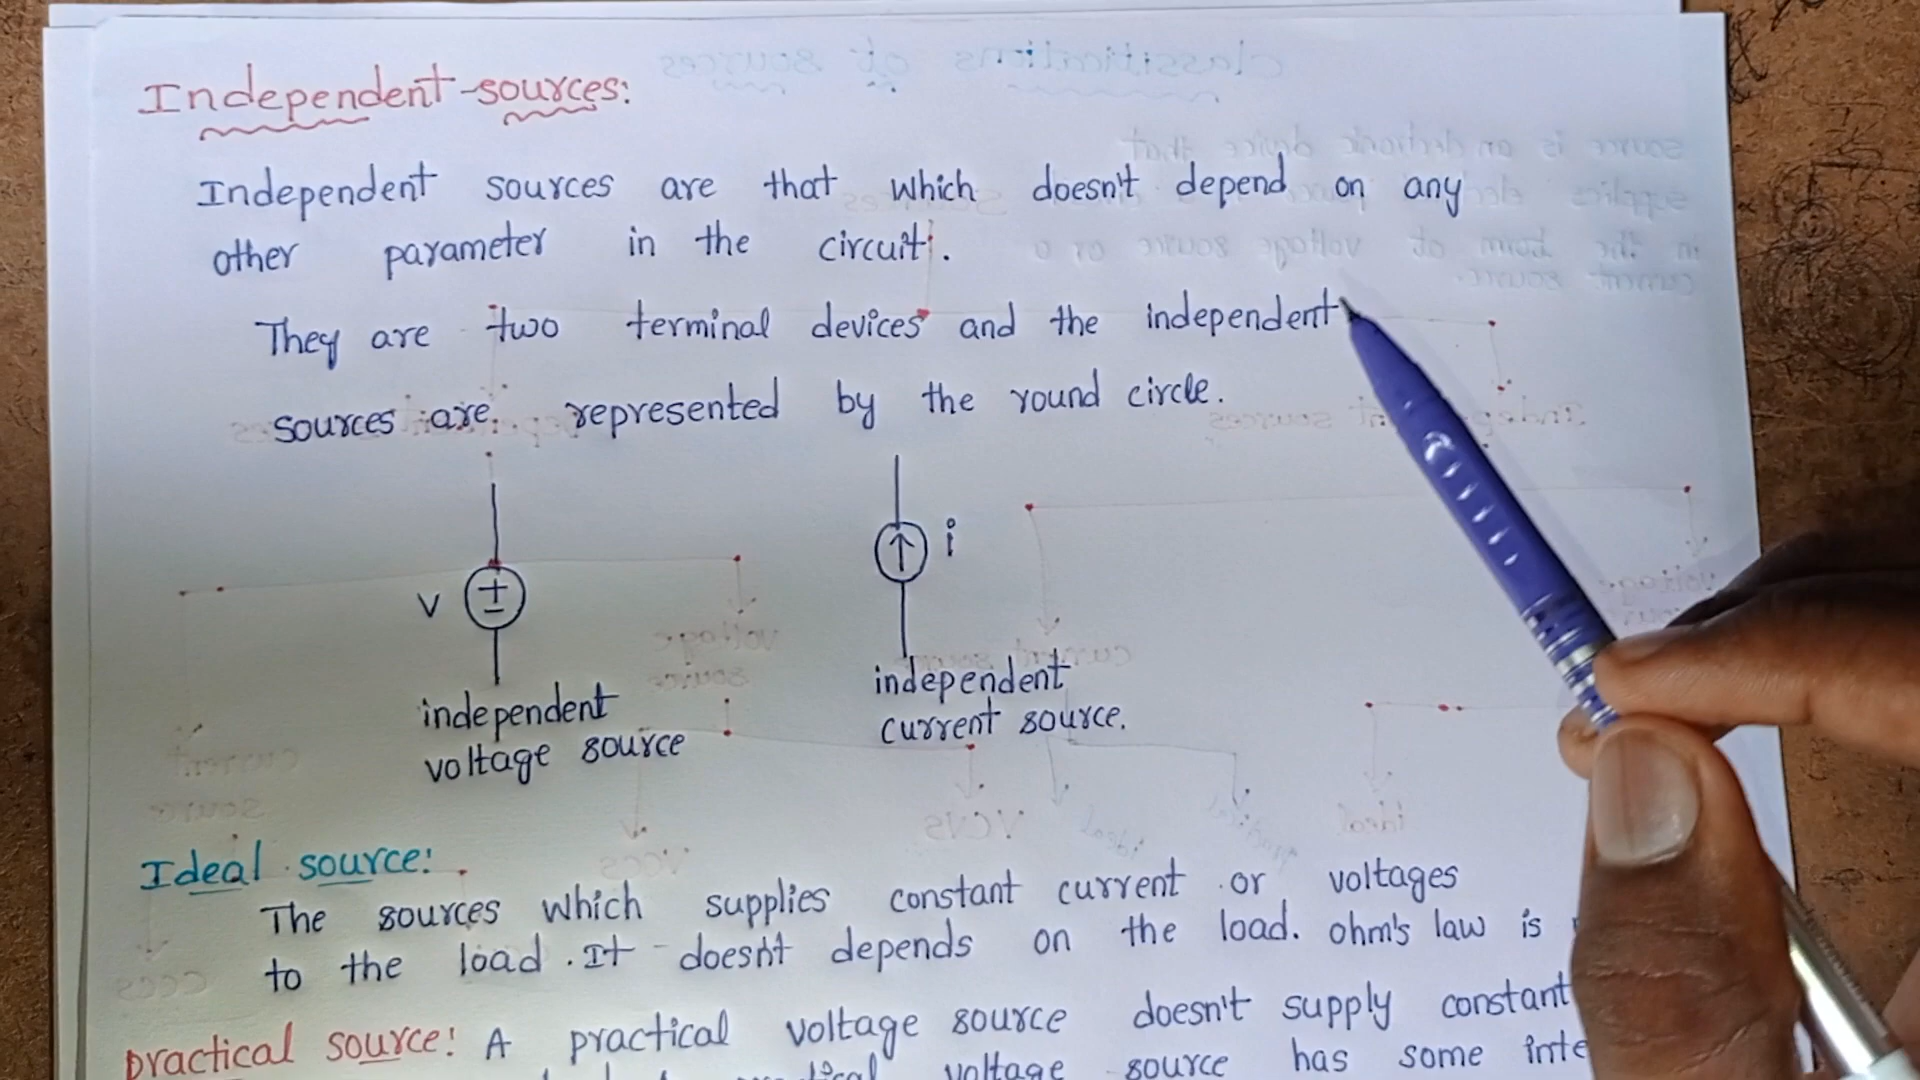 Independent sources:
Independent sources are that which doesn't depend on any
other parameter in the circuit.
They are two terminal devices and the independent
sources are represented by the round circle.
V
+
-
i
independent
voltage source
independent
current source.
Ideal source:
The sources which supplies constant current or voltages
to the load. It doesn't depends on the load. ohm's law is
practical source: A practical voltage source doesn't supply constant
voltage source has some